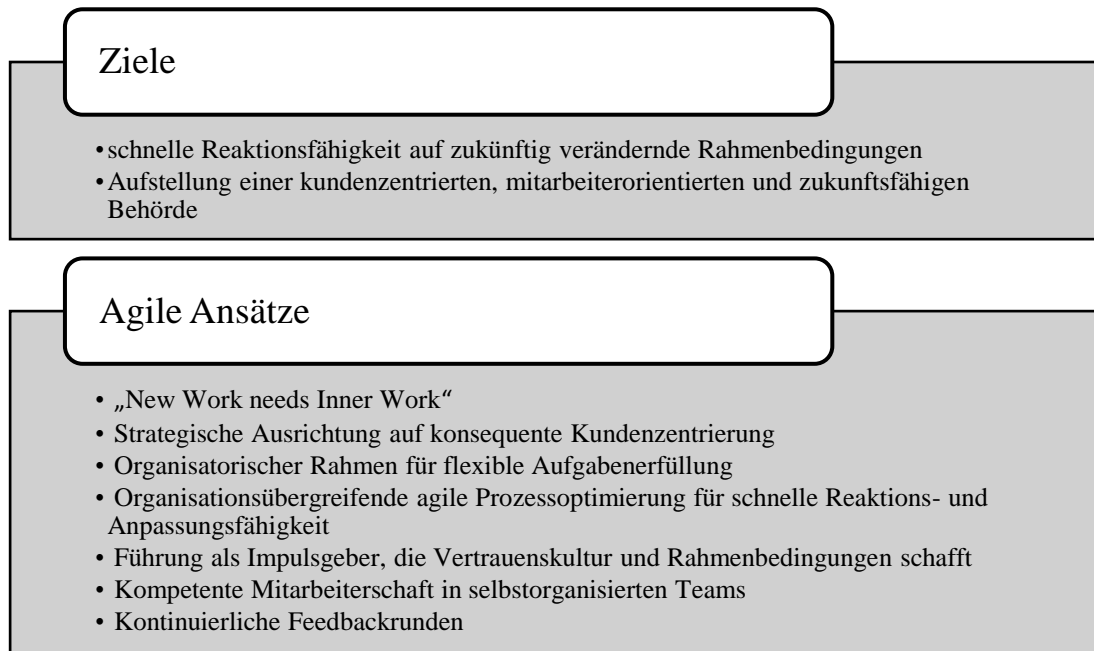 Ziele
• schnelle Reaktionsfähigkeit auf zukünftig verändernde Rahmenbedingungen
• Aufstellung einer kundenzentrierten, mitarbeiterorientierten und zukunftsfähigen
Behörde
Agile Ansätze
• „New Work needs Inner Work“
• Strategische Ausrichtung auf konsequente Kundenzentrierung
• Organisatorischer Rahmen für flexible Aufgabenerfüllung
• Organisationsübergreifende agile Prozessoptimierung für schnelle Reaktions- und
Anpassungsfähigkeit
• Führung als Impulsgeber, die Vertrauenskultur und Rahmenbedingungen schafft
• Kompetente Mitarbeiterschaft in selbstorganisierten Teams
• Kontinuierliche Feedbackrunden